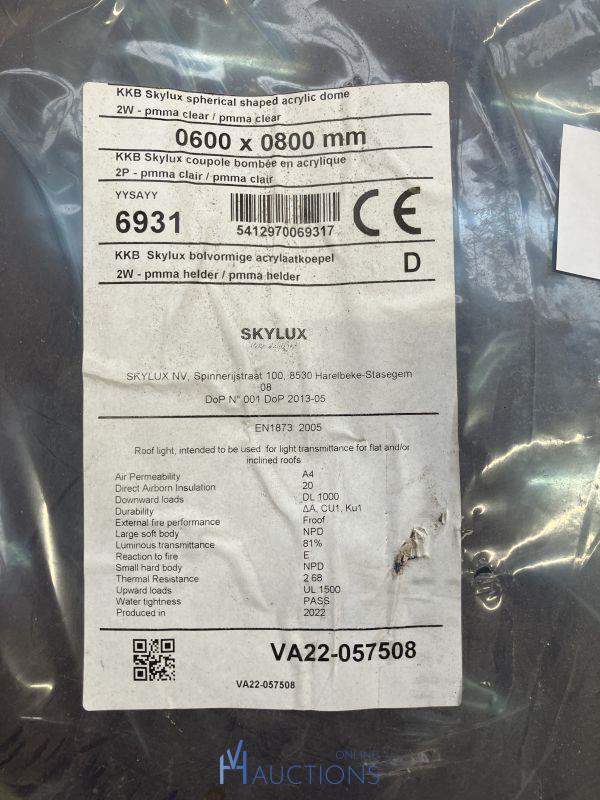 KKB Skylux spherical shaped acrylic dome
2W - pmma clear / pmma clear
0600 x 0800 mm
KKB Skylux coupole bombée en acrylique
2P - pmma clair / pmma clair
YYSAYY
6931
5412970069317
CE
KKB Skylux bolvormige acrylaatkoepel
2W - pmma helder / pmma helder
D
SKYLUX
SKYLUX NV, Spinnerijstraat 100, 8530 Harelbeke-Stasegem
08
DoP N° 001 DoP 2013-05
EN1873: 2005
Roof light, intended to be used for light transmittance for flat and/or
inclined roofs
Air Permeability A4
Direct Airborn Insulation 20
Downward loads DL 1000
Durability ΔA, CU1, Ku1
External fire performance Froof
Large soft body NPD
Luminous transmittance 81%
Reaction to fire E
Small hard body NPD
Thermal Resistance 2.68
Upward loads UL 1500
Water tightness PASS
Produced in 2022
VA22-057508
VA22-057508
ONLINE
AUCTIONS